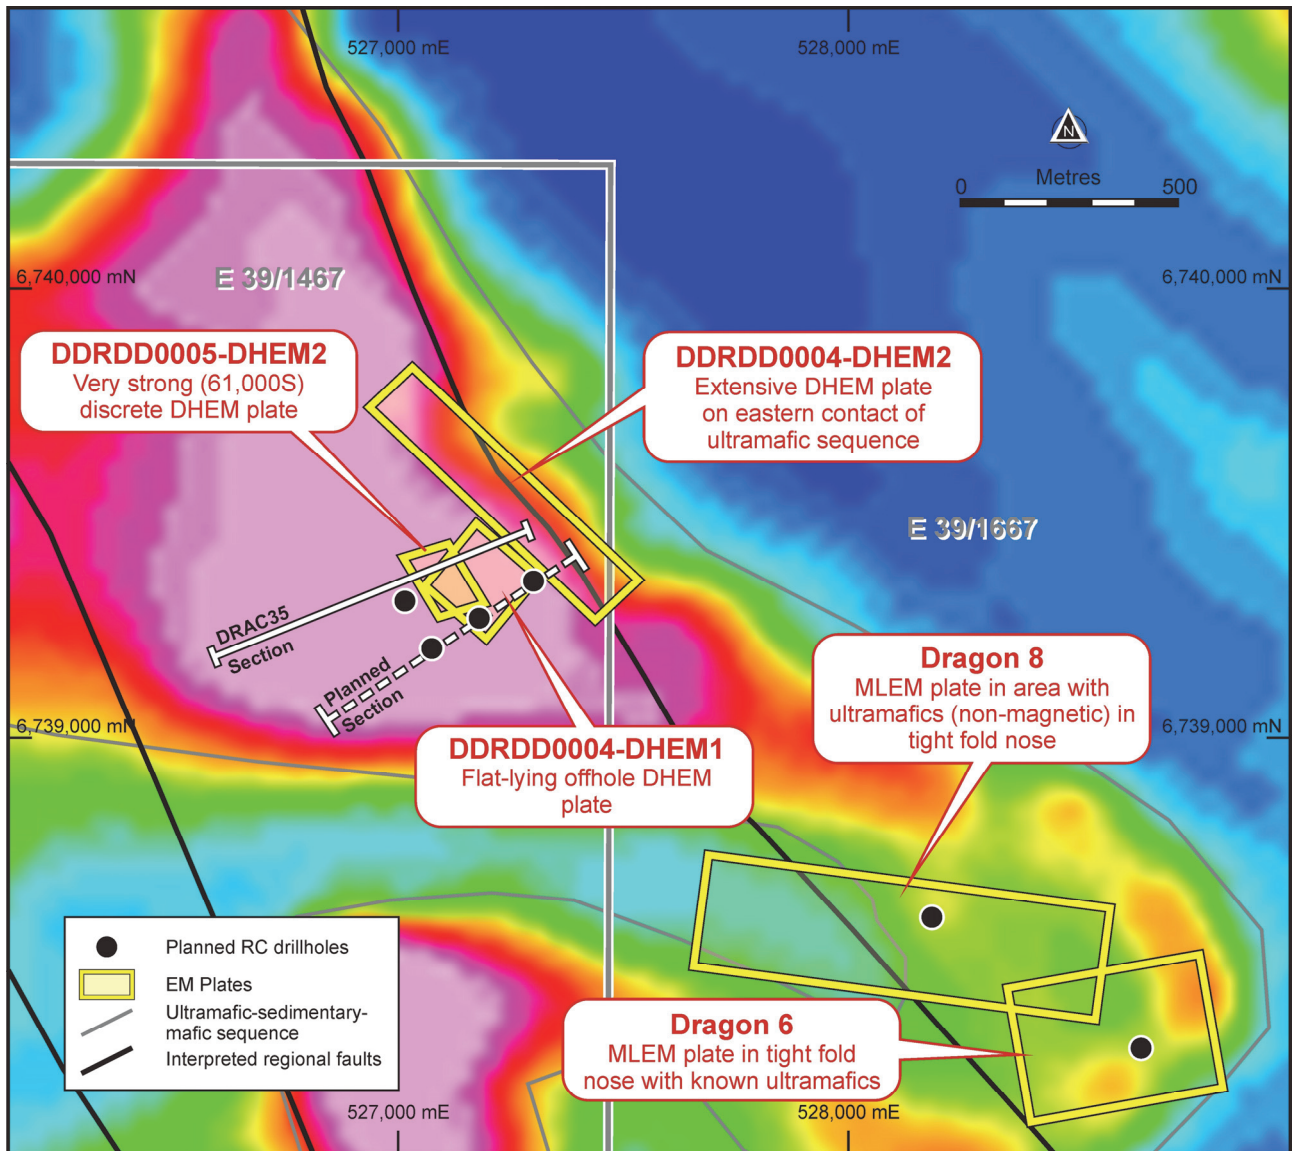 527,000 mE
528,000 mE
N
Metres
0
500
6,740,000 mN
6,740,000 mN
E 39/1467
DDRDD0005-DHEM2
Very strong (61,000S)
discrete DHEM plate
DDRDD0004-DHEM2
Extensive DHEM plate
on eastern contact of
ultramafic sequence
E 39/1667
DRAC35
Section
Planned
Section
Dragon 8
MLEM plate in area with
ultramafics (non-magnetic) in
tight fold nose
6,739,000 mN
6,739,000 mN
DDRDD0004-DHEM1
Flat-lying offhole DHEM
plate
Planned RC drillholes
EM Plates
Ultramafic-sedimentary-
mafic sequence
Interpreted regional faults
Dragon 6
MLEM plate in tight fold
nose with known ultramafics
527,000 mE
528,000 mE